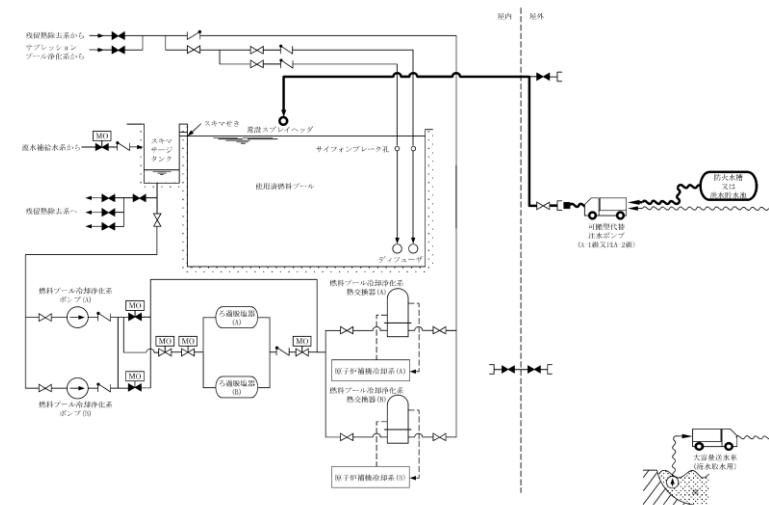 屋内
屋外
残留熱除去系から
サプレッション
プール浄化系から
スキマせき
常設スプレイヘッダ
MO
スキマ
サージ
タンク
復水補給水系から
サイフォンブレーク孔
使用済燃料プール
残留熱除去系へ
ディフューザ
防火水槽
又は
淡水貯水池
可搬型代替
注水ポンプ
(A-1級又はA-2級)
燃料プール冷却浄化系
ポンプ(A)
MO
MO
MO
ろ過脱塩器
(A)
MO
燃料プール冷却浄化系
熱交換器(A)
原子炉補機冷却系(A)
MO
ろ過脱塩器
(B)
燃料プール冷却浄化系
ポンプ(B)
燃料プール冷却浄化系
熱交換器(B)
原子炉補機冷却系(B)
大容量送水車
(海水取水用)